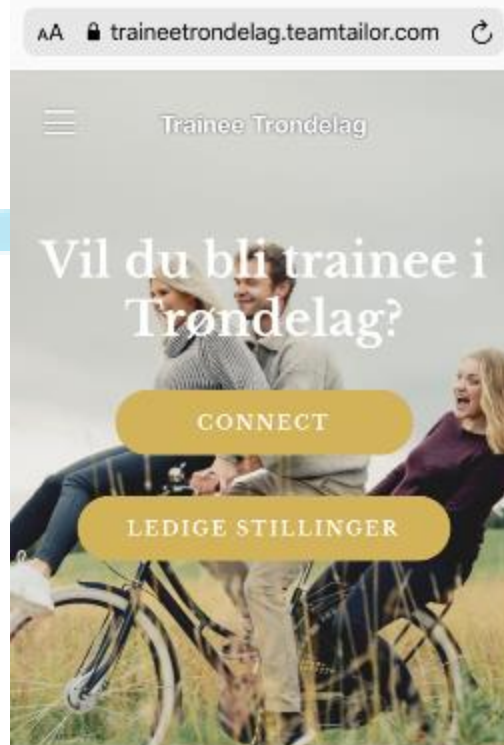 AA traineetrondelag.teamtailor.com
Trainee Trøndelag
Vil du bli trainee i
Trøndelag?
CONNECT
LEDIGE STILLINGER